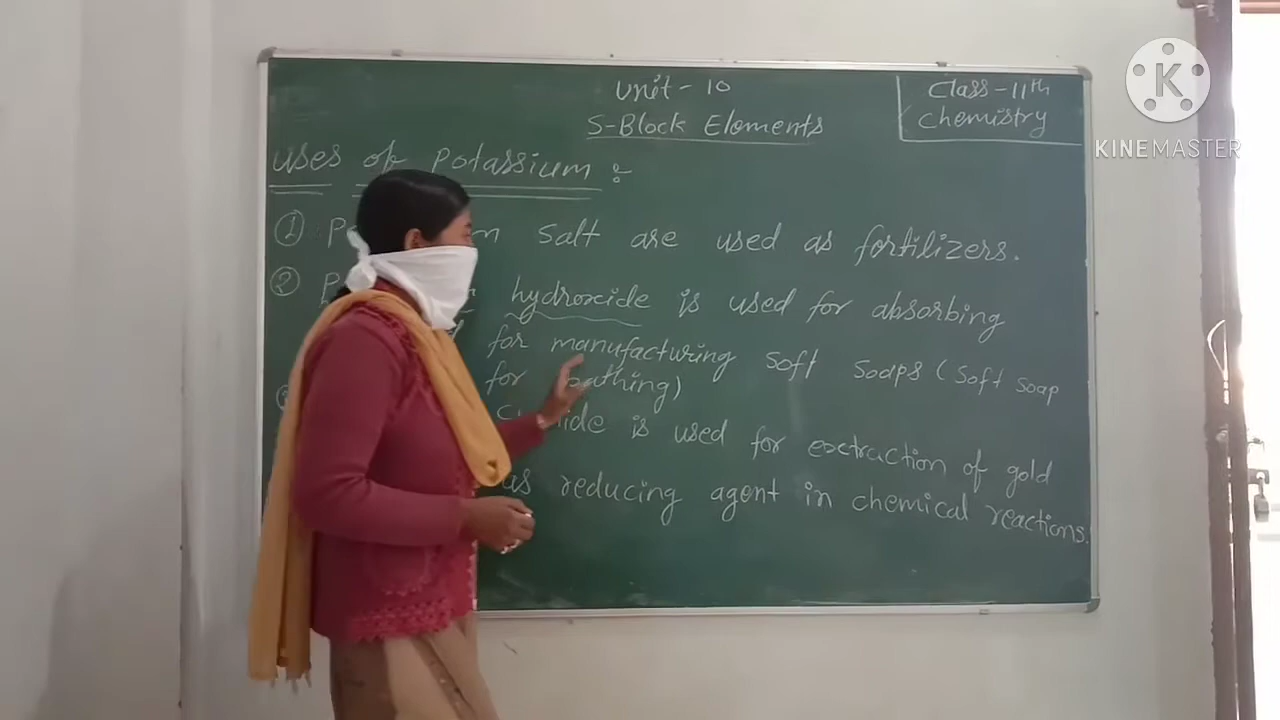 Unit - 10
Class - 11th
Chemistry
S-Block Elements
uses of potassium :-
① salt are used as fertilizers.
② hydroxide is used for absorbing
for manufacturing soft soaps (soft soap
for bathing)
is used for extraction of gold
as reducing agent in chemical reactions.
K
KINEMASTER